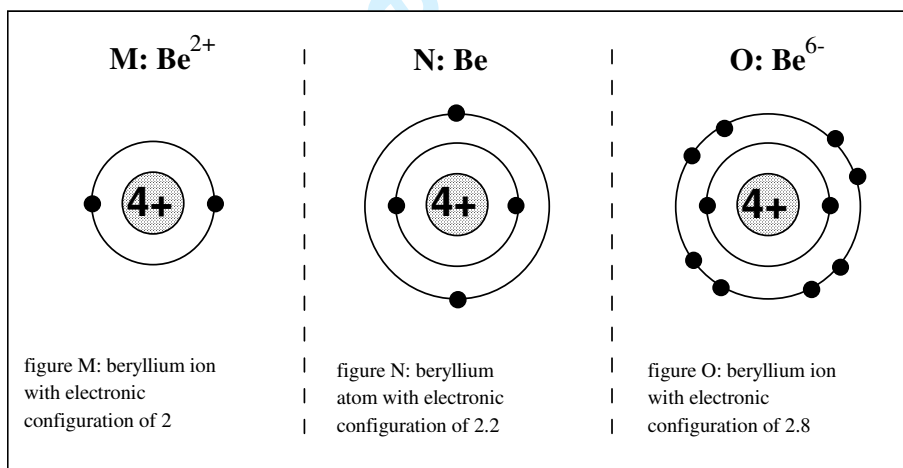 M: Be2+
N: Be
O: Be6-
4+
4+
4+
figure M: beryllium ion
with electronic
configuration of 2
figure N: beryllium
atom with electronic
configuration of 2.2
figure O: beryllium ion
with electronic
configuration of 2.8